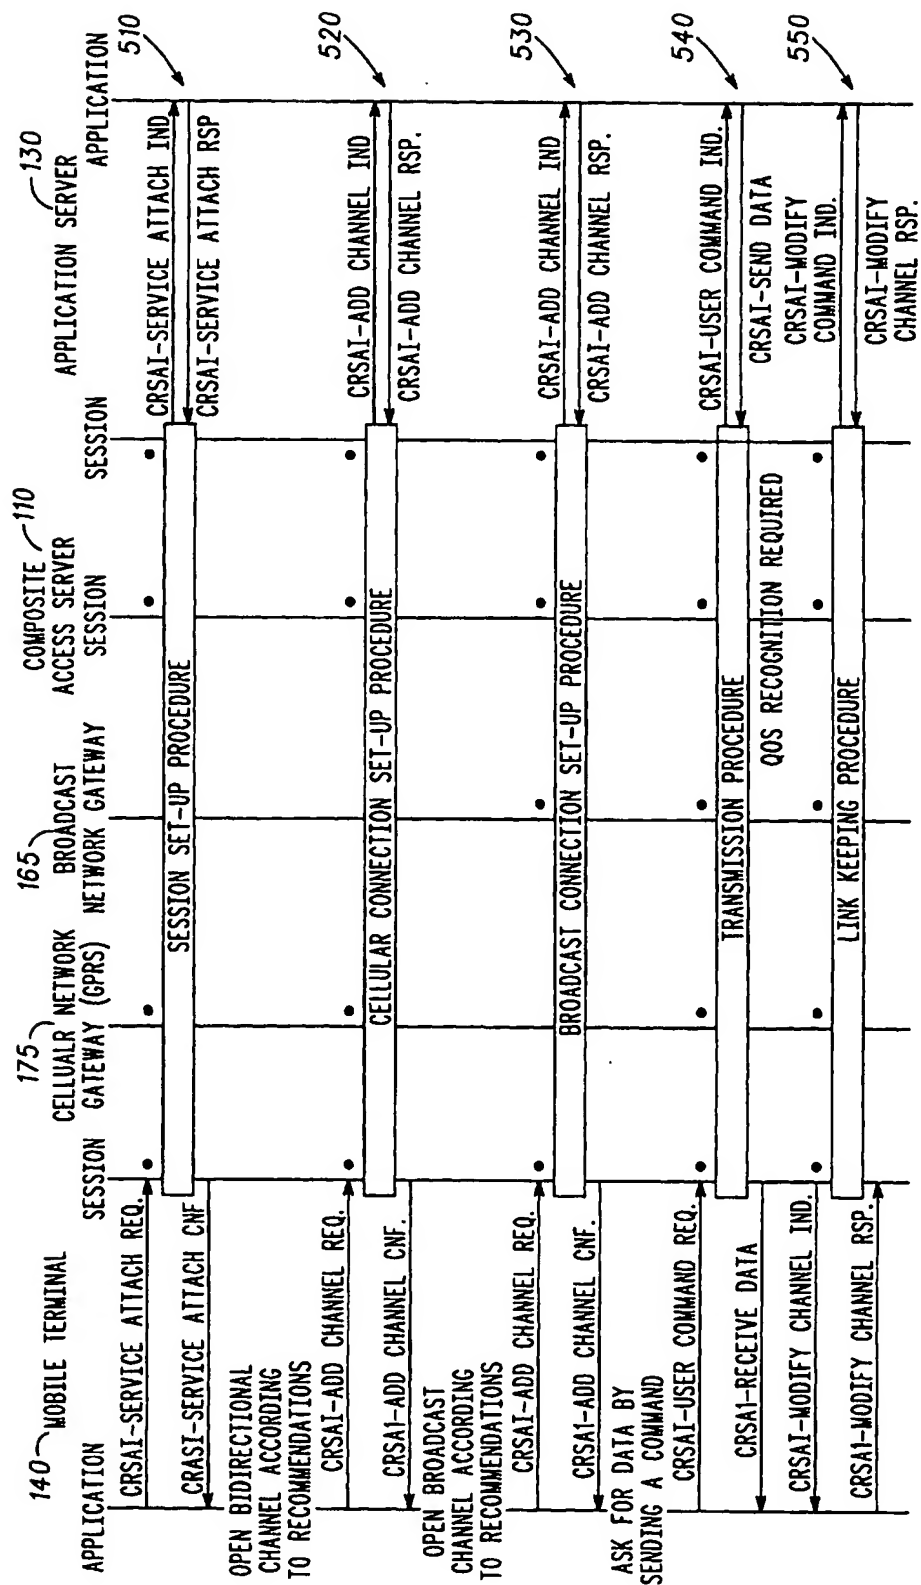 140 MOBILE TERMINAL
175
CELLUALR NETWORK
GATEWAY (GPRS)
165
BROADCAST
NETWORK GATEWAY
COMPOSITE 110
ACCESS SERVER
APPLICATION SERVER 130
APPLICATION
SESSION
SESSION
SESSION
APPLICATION
CRSAI-SERVICE ATTACH REQ.
CRASI-SERVICE ATTACH CNF
SESSION SET-UP PROCEDURE
CRSAI-SERVICE ATTACH IND
CRSAI-SERVICE ATTACH RSP
510
OPEN BIDIRECTIONAL
CHANNEL ACCORDING
TO RECOMMENDATIONS
CRSAI-ADD CHANNEL REQ.
CRSA1-ADD CHANNEL CNF.
CELLULAR CONNECTION SET-UP PROCEDURE
CRSAI-ADD CHANNEL IND
CRSAI-ADD CHANNEL RSP.
520
OPEN BROADCAST
CHANNEL ACCORDING
TO RECOMMENDATIONS
CRSAI-ADD CHANNEL REQ.
CRSA1-ADD CHANNEL CNF.
BROADCAST CONNECTION SET-UP PROCEDURE
CRSAI-ADD CHANNEL IND
CRSAI-ADD CHANNEL RSP.
530
ASK FOR DATA BY
SENDING A COMMAND
CRSAI-USER COMMAND REQ.
CRSA1-RECEIVE DATA
TRANSMISSION PROCEDURE
QOS RECOGNITION REQUIRED
CRSAI-USER COMMAND IND.
CRSAI-SEND DATA
540
CRSAI-MODIFY CHANNEL IND.
CRSA1-MODIFY CHANNEL RSP.
LINK KEEPING PROCEDURE
CRSAI-MODIFY
COMMAND IND.
CRSAI-MODIFY
CHANNEL RSP.
550